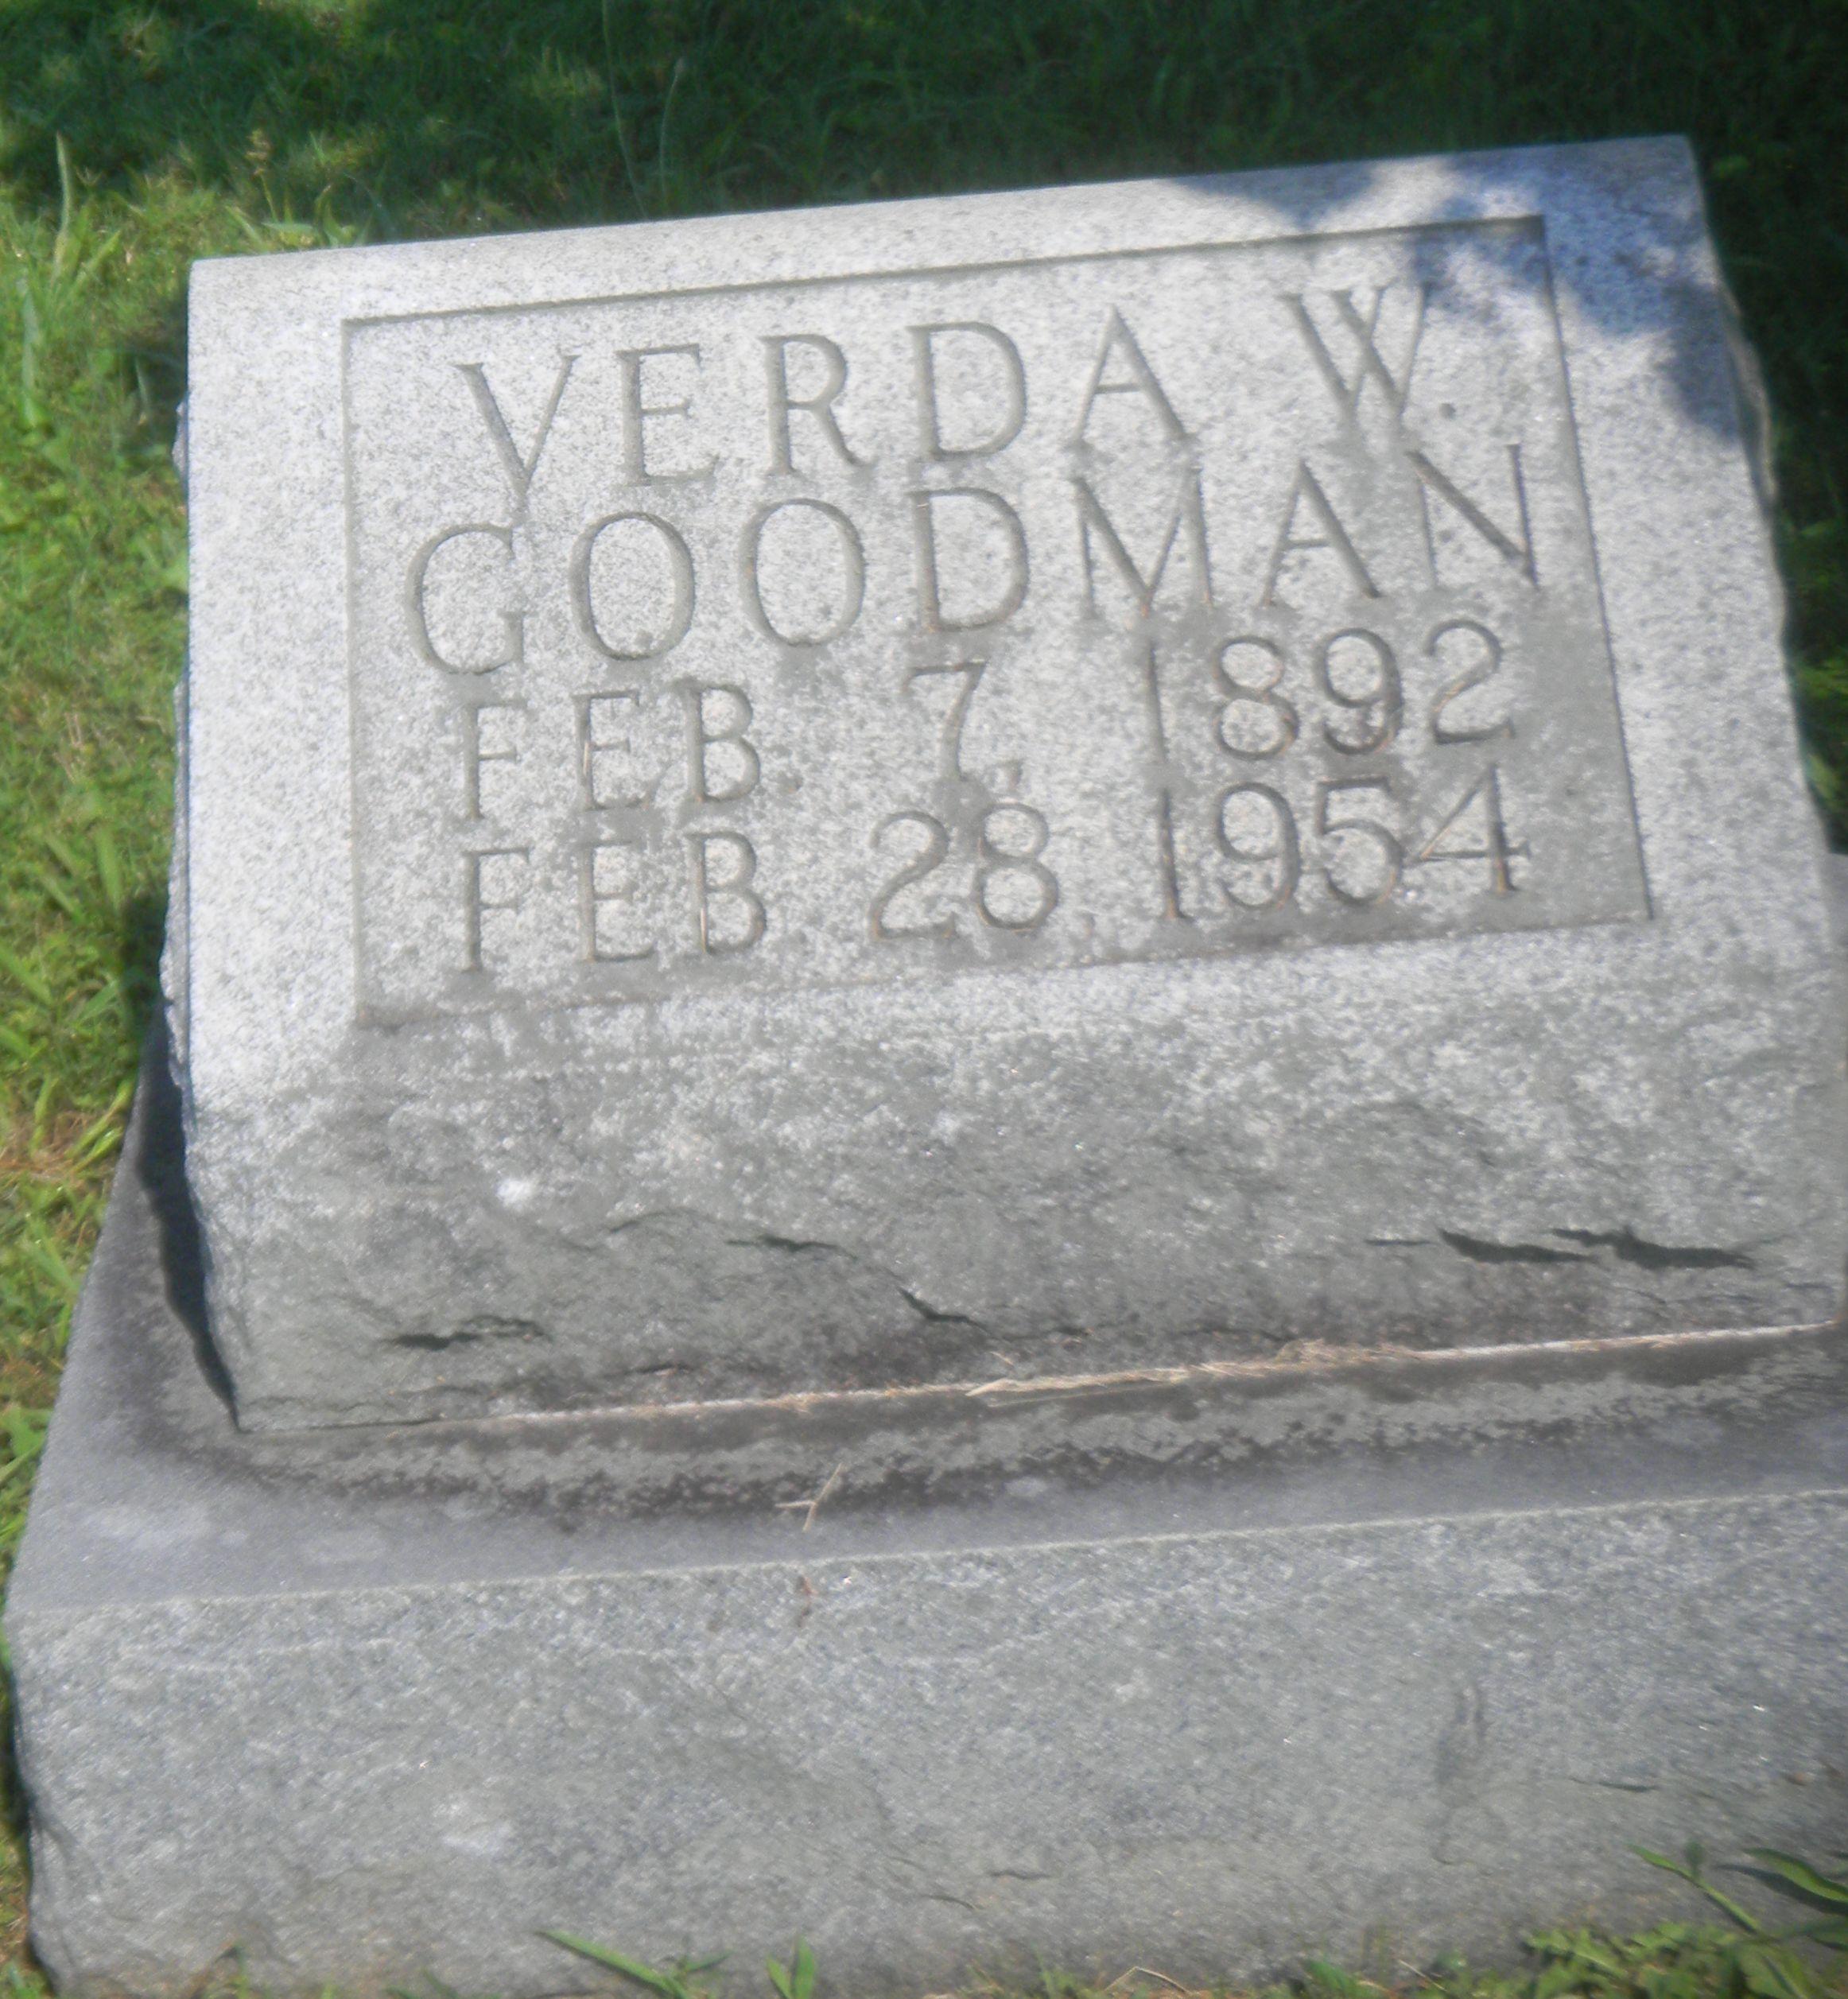 VERDA W.
GOODMAN
FEB. 7, 1892
FEB 28, 1954